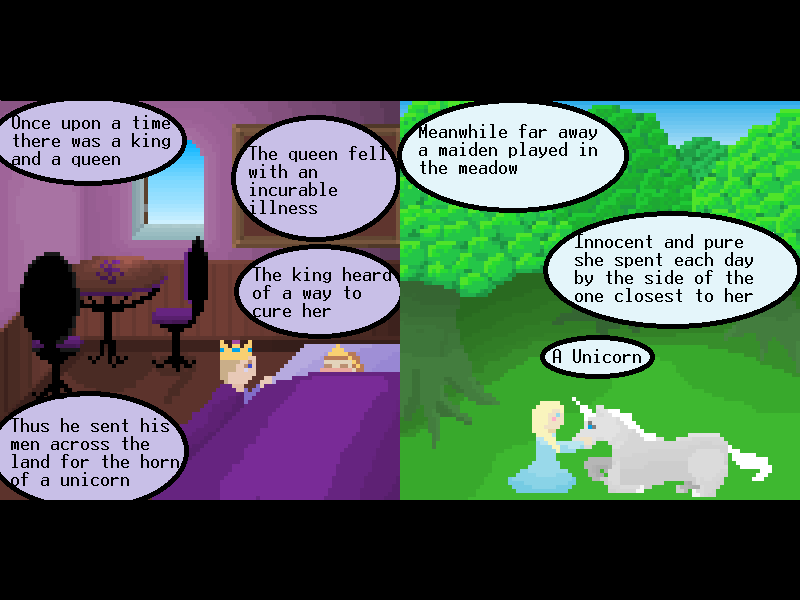 Once upon a time
there was a king
and a queen
The queen fell
with an
incurable
illness
The king heard
of a way to
cure her
Thus he sent his
men across the
land for the horn
of a unicorn
Meanwhile far away
a maiden played in
the meadow
Innocent and pure
she spent each day
by the side of the
one closest to her
A Unicorn